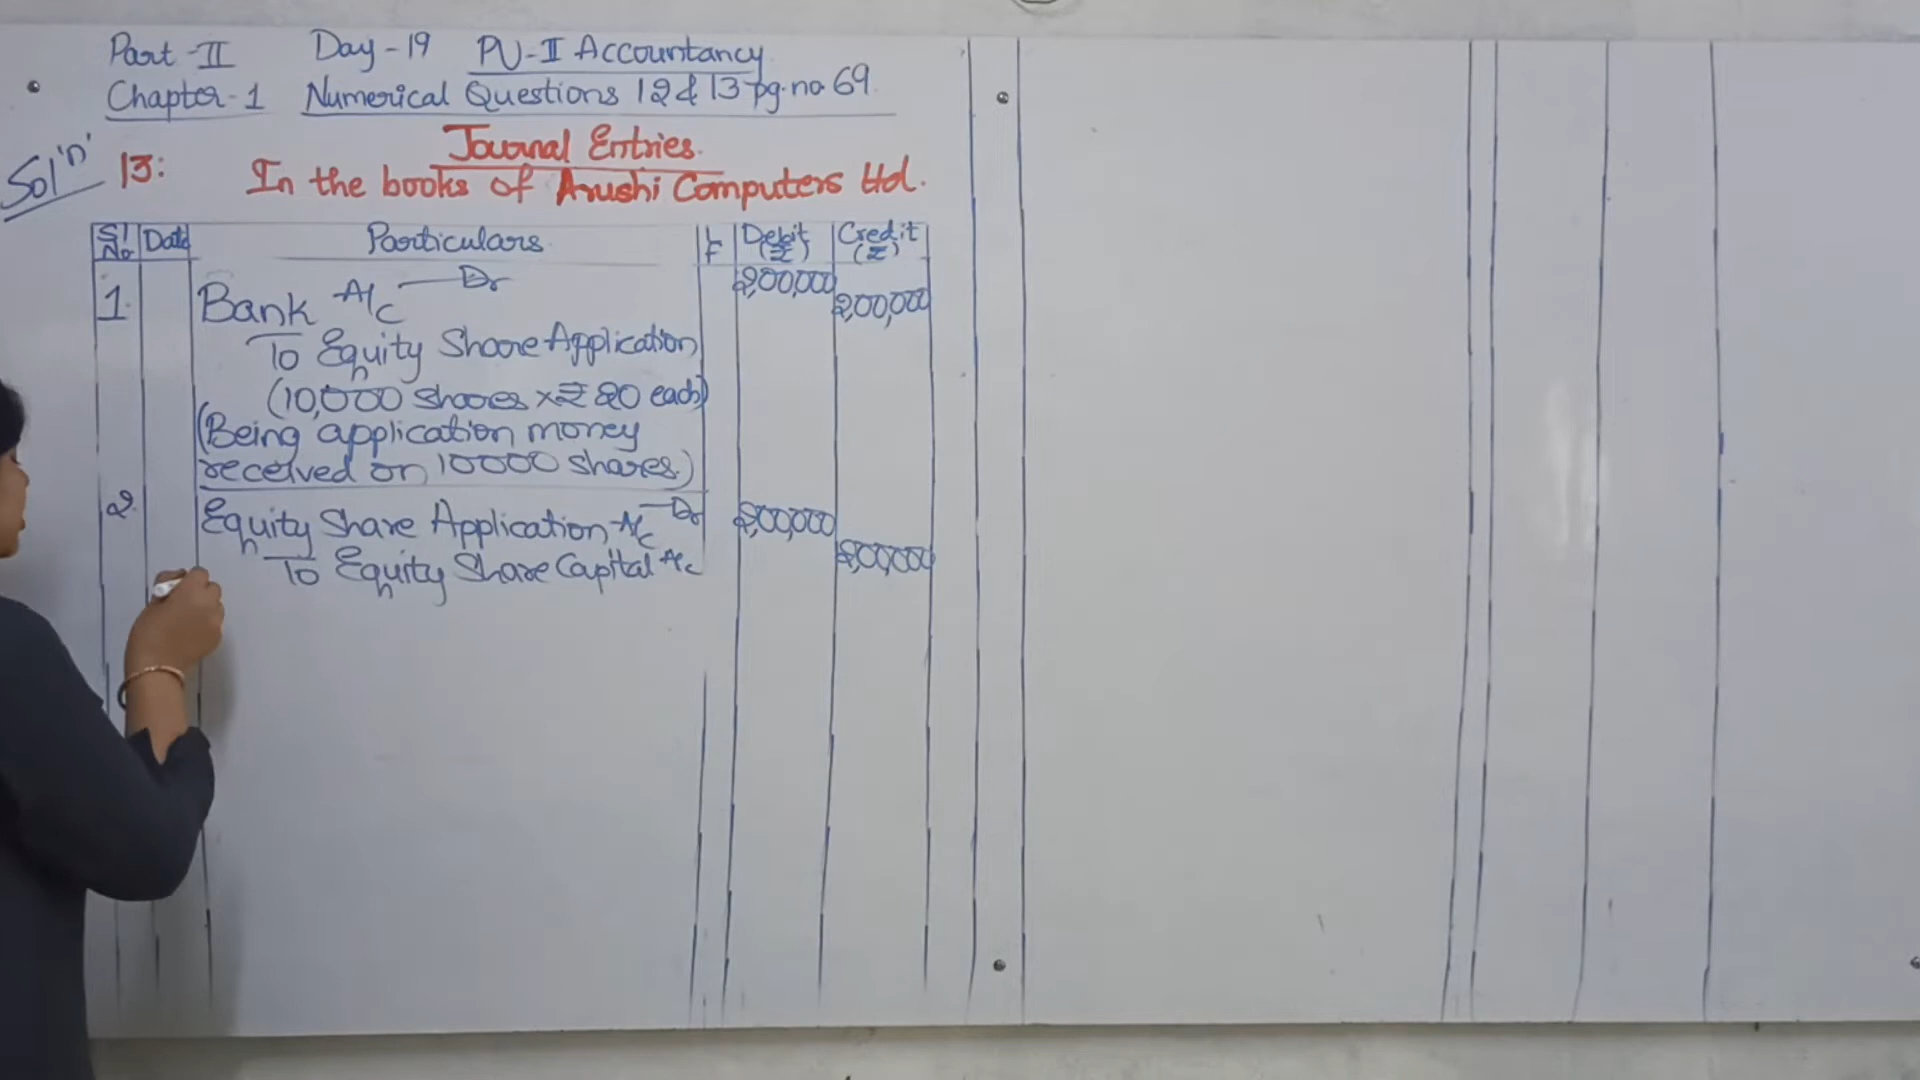 Part-II Day-19 PU-II Accountancy
Chapter-1 Numerical Questions 12 & 13 pg.no 69.
Sol'n' 13: Journal Entries.
In the books of Arushi Computers Ltd.
Sl No Date Particulars LF Debit (₹) Credit (₹)
1. Bank A/c Dr 2,00,000
To Equity Share Application 2,00,000
(10,000 shares × ₹ 20 each)
(Being application money
received on 10000 shares.)
2. Equity Share Application A/c Dr 2,00,000
To Equity Share Capital A/c 2,00,000